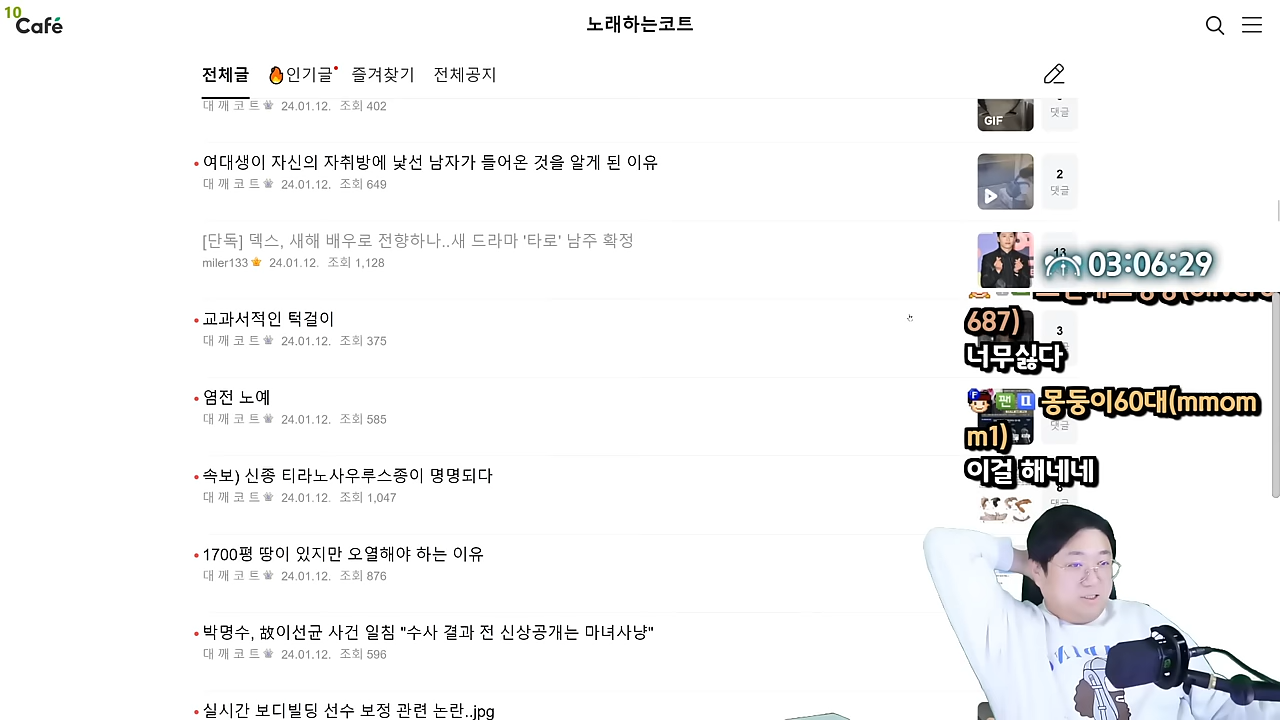 10
Café
노래하는코트
전체글 인기글 즐겨찾기 전체공지
대 깨 코 트 24.01.12. 조회 402
GIF
댓글
여대생이 자신의 자취방에 낯선 남자가 들어온 것을 알게 된 이유
대 깨 코 트 24.01.12. 조회 649
2
댓글
[단독] 덱스, 새해 배우로 전향하나..새 드라마 '타로' 남주 확정
miler133 24.01.12. 조회 1,128
13
03:06:29
687)
너무싫다
교과서적인 턱걸이
대 깨 코 트 24.01.12. 조회 375
3
염전 노예
대 깨 코 트 24.01.12. 조회 585
댓글
몽둥이60대(mmom
m1)
이걸 해네네
속보) 신종 티라노사우루스종이 명명되다
대 깨 코 트 24.01.12. 조회 1,047
8
댓글
1700평 땅이 있지만 오열해야 하는 이유
대 깨 코 트 24.01.12. 조회 876
박명수, 故이선균 사건 일침 "수사 결과 전 신상공개는 마녀사냥"
대 깨 코 트 24.01.12. 조회 596
실시간 보디빌딩 선수 보정 관련 논란..jpg